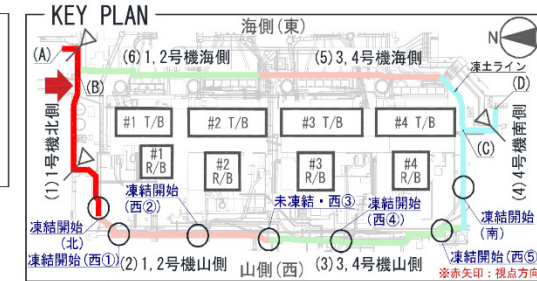 KEY PLAN
海側(東)
N
(A)
(6)1,2号機海側
(5)3,4号機海側
凍土ライン
(D)
(B)
(1)1号機北側
#1 T/B
#2 T/B
#3 T/B
#4 T/B
(C)
(4)4号機南側
#1
R/B
#2
R/B
#3
R/B
#4
R/B
凍結開始
(西②)
未凍結・西③
凍結開始
(西④)
凍結開始
(南)
凍結開始
(北)
凍結開始(西①)
(2)1,2号機山側
山側(西)
(3)3,4号機山側
凍結開始(西⑤)
※赤矢印:視点方向